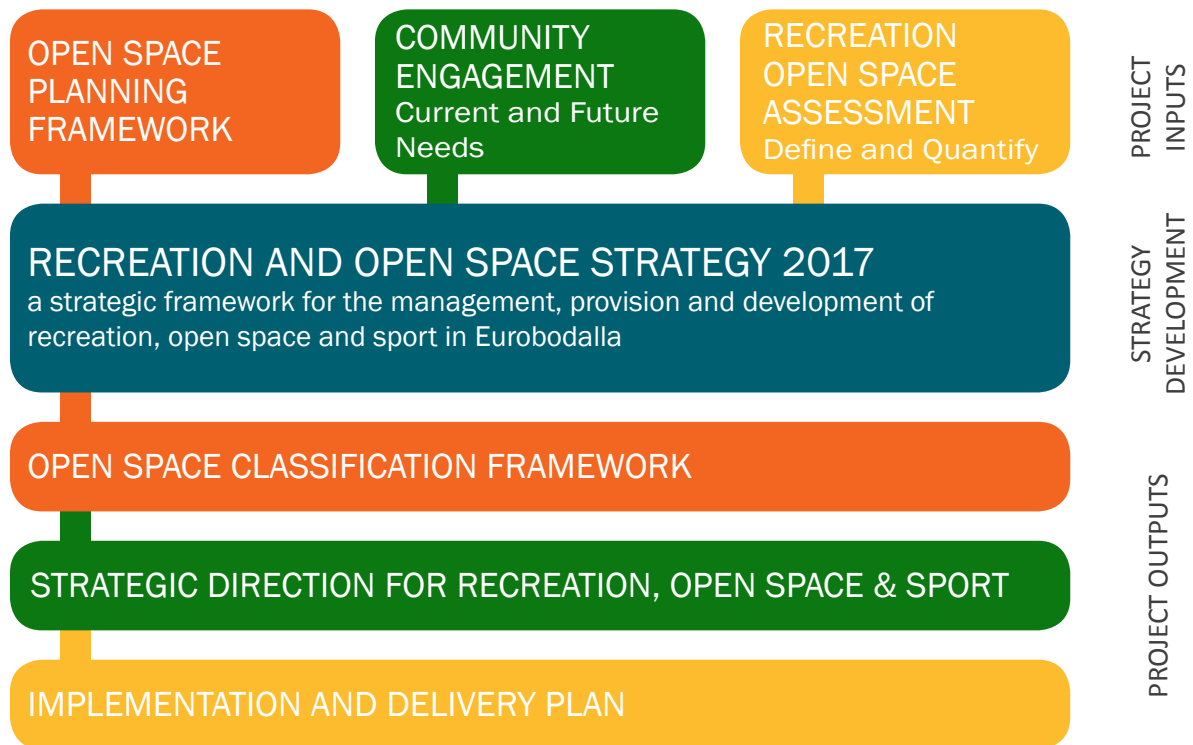 OPEN SPACE
PLANNING
FRAMEWORK
COMMUNITY
ENGAGEMENT
Current and Future
Needs
RECREATION
OPEN SPACE
ASSESSMENT
Define and Quantify
PROJECT
INPUTS
RECREATION AND OPEN SPACE STRATEGY 2017
a strategic framework for the management, provision and development of
recreation, open space and sport in Eurobodalla
STRATEGY
DEVELOPMENT
OPEN SPACE CLASSIFICATION FRAMEWORK
STRATEGIC DIRECTION FOR RECREATION, OPEN SPACE & SPORT
IMPLEMENTATION AND DELIVERY PLAN
PROJECT OUTPUTS